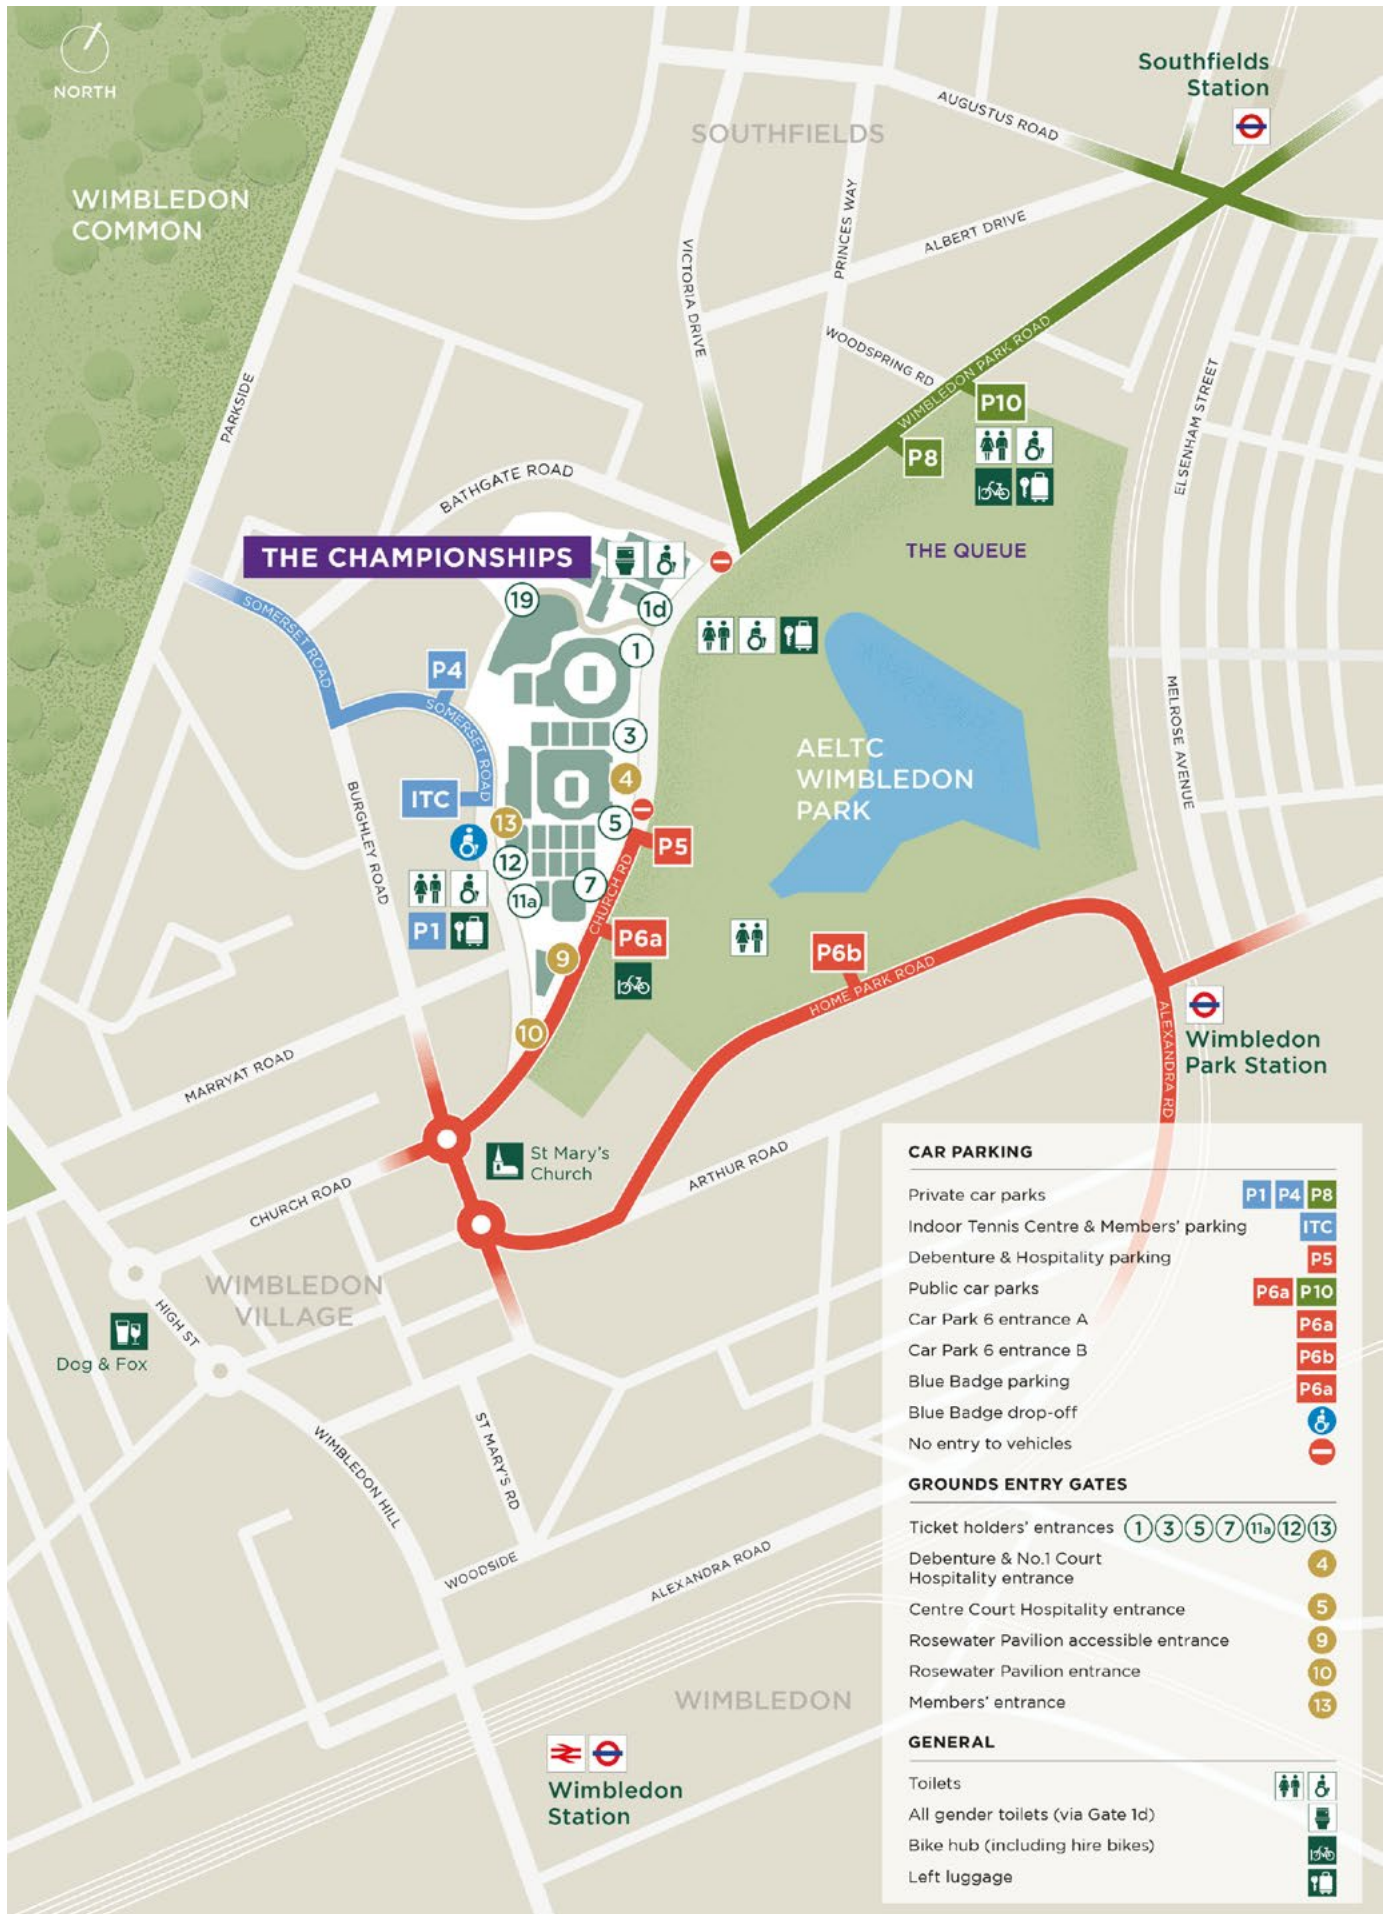 NORTH
WIMBLEDON
COMMON
SOUTHFIELDS
Southfields
Station
AUGUSTUS ROAD
PRINCES WAY
ALBERT DRIVE
VICTORIA DRIVE
WOODSPRING RD
WIMBLEDON PARK ROAD
PARKSIDE
ELSENHAM STREET
P10
P8
BATHGATE ROAD
THE CHAMPIONSHIPS
THE QUEUE
19
1d
SOMERSET ROAD
1
P4
SOMERSET ROAD
MELROSE AVENUE
3
AELTC
WIMBLEDON
PARK
4
ITC
BURGHLEY ROAD
13
5
P5
12
7
CHURCH RD
11a
P1
P6a
9
P6b
HOME PARK ROAD
10
ALEXANDRA RD
Wimbledon
Park Station
MARRYAT ROAD
St Mary's
Church
ARTHUR ROAD
CHURCH ROAD
WIMBLEDON
VILLAGE
HIGH ST
Dog & Fox
WIMBLEDON HILL
ST MARY'S RD
WOODSIDE
ALEXANDRA ROAD
WIMBLEDON
Wimbledon
Station
CAR PARKING
Private car parks P1 P4 P8
Indoor Tennis Centre & Members' parking ITC
Debenture & Hospitality parking P5
Public car parks P6a P10
Car Park 6 entrance A P6a
Car Park 6 entrance B P6b
Blue Badge parking P6a
Blue Badge drop-off
No entry to vehicles
GROUNDS ENTRY GATES
Ticket holders' entrances 1 3 5 7 11a 12 13
Debenture & No.1 Court
Hospitality entrance 4
Centre Court Hospitality entrance 5
Rosewater Pavilion accessible entrance 9
Rosewater Pavilion entrance 10
Members' entrance 13
GENERAL
Toilets
All gender toilets (via Gate 1d)
Bike hub (including hire bikes)
Left luggage